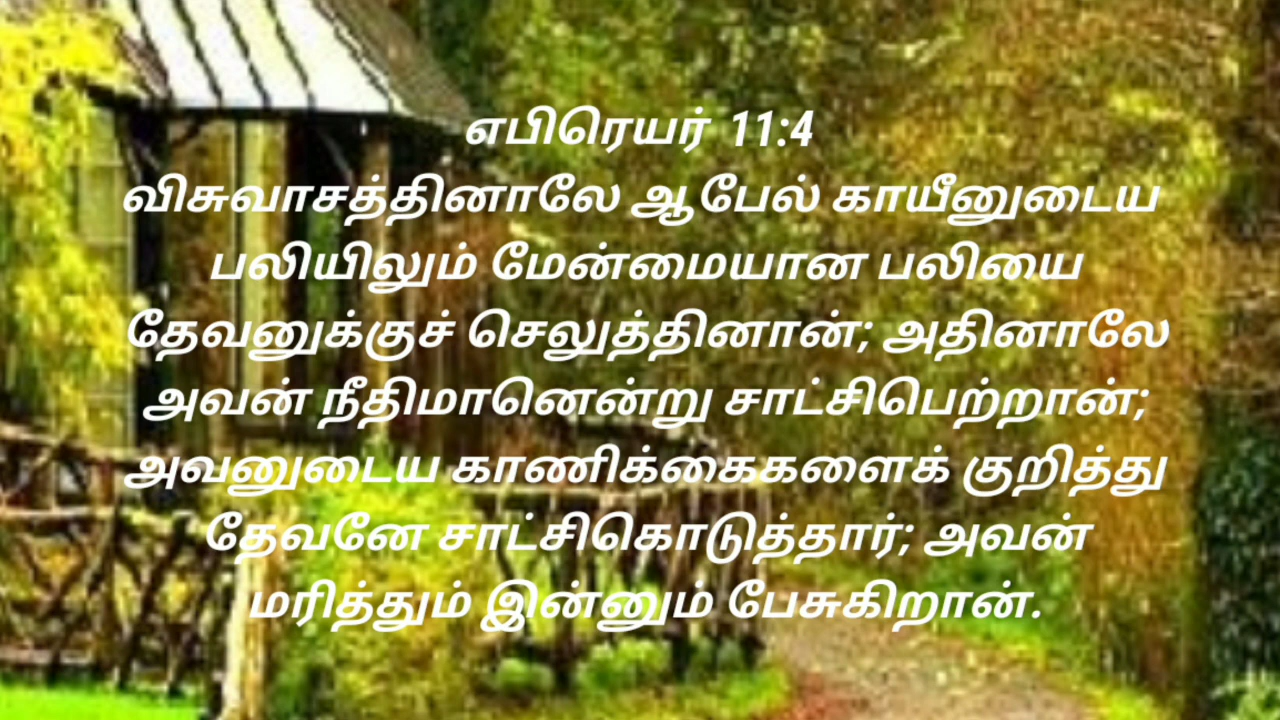 எபிரெயர் 11:4
விசுவாசத்தினாலே ஆபேல் காயீனுடைய
பலியிலும் மேன்மையான பலியை
தேவனுக்குச் செலுத்தினான்; அதினாலே
அவன் நீதிமானென்று சாட்சிபெற்றான்;
அவனுடைய காணிக்கைகளைக் குறித்து
தேவனே சாட்சிகொடுத்தார்; அவன்
மரித்தும் இன்னும் பேசுகிறான்.